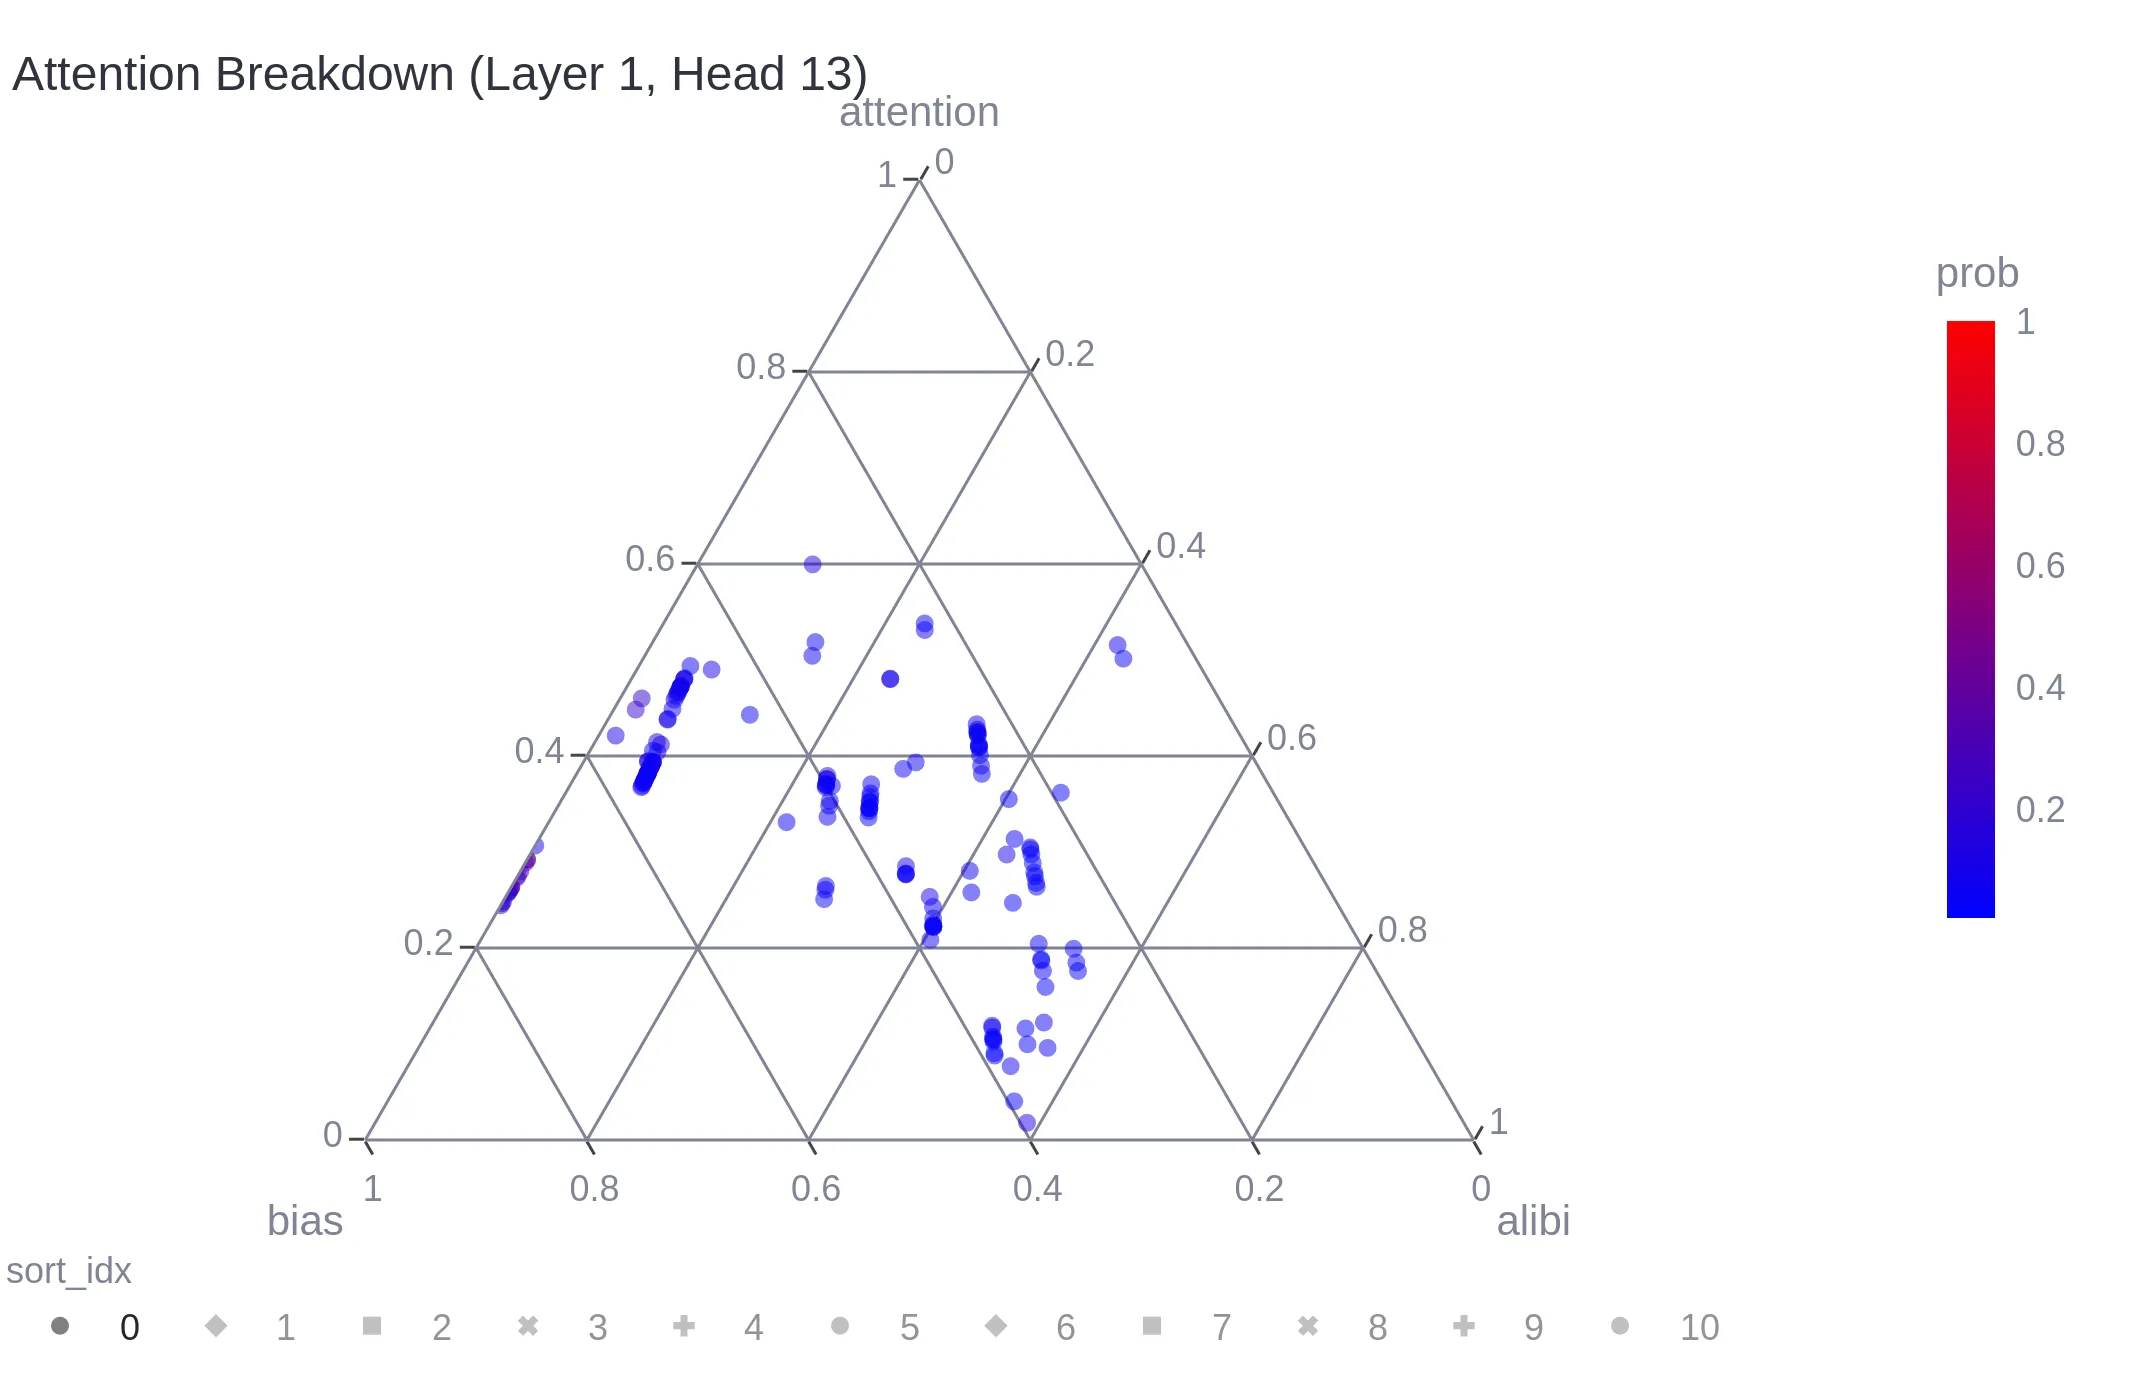 Attention Breakdown (Layer 1, Head 13)
attention
1 0
0.8 0.2
0.6 0.4
0.4 0.6
0.2 0.8
0 1
1 0.8 0.6 0.4 0.2 0
bias alibi
prob
1
0.8
0.6
0.4
0.2
sort_idx
0 1 2 3 4 5 6 7 8 9 10